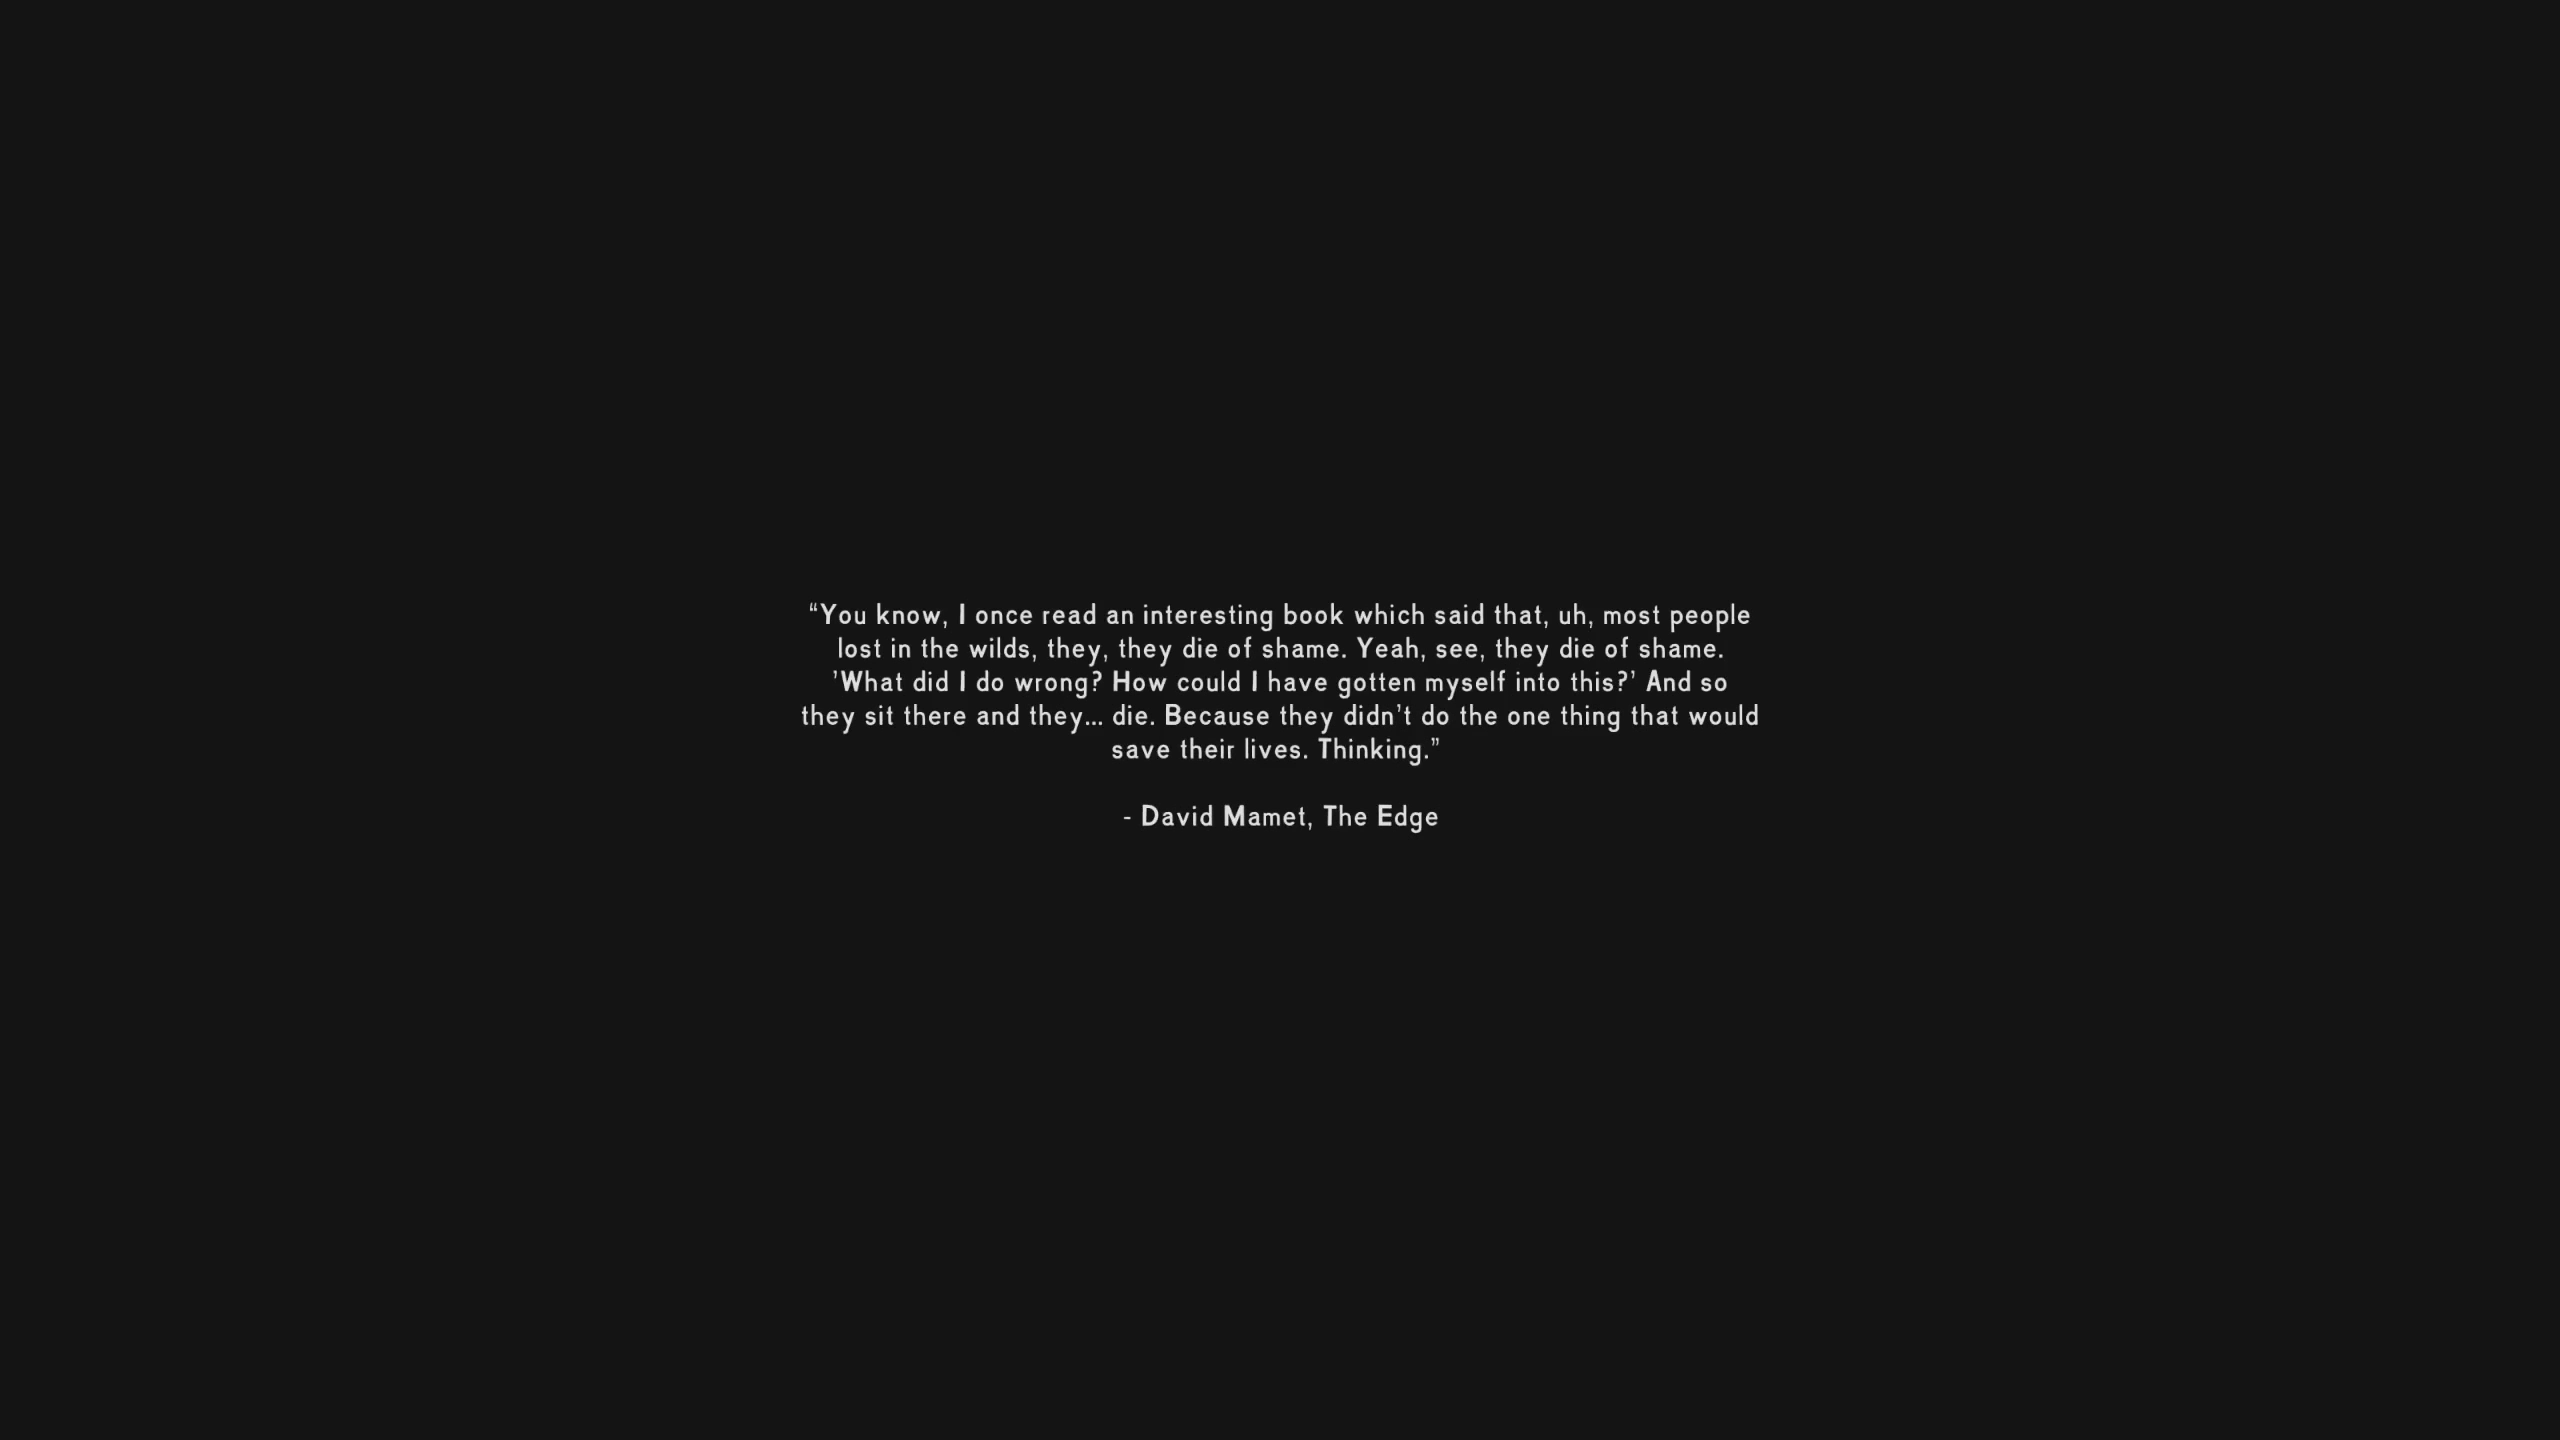 “You know, I once read an interesting book which said that, uh, most people
lost in the wilds, they, they die of shame. Yeah, see, they die of shame.
’What did I do wrong? How could I have gotten myself into this?’ And so
they sit there and they... die. Because they didn’t do the one thing that would
save their lives. Thinking.”
- David Mamet, The Edge